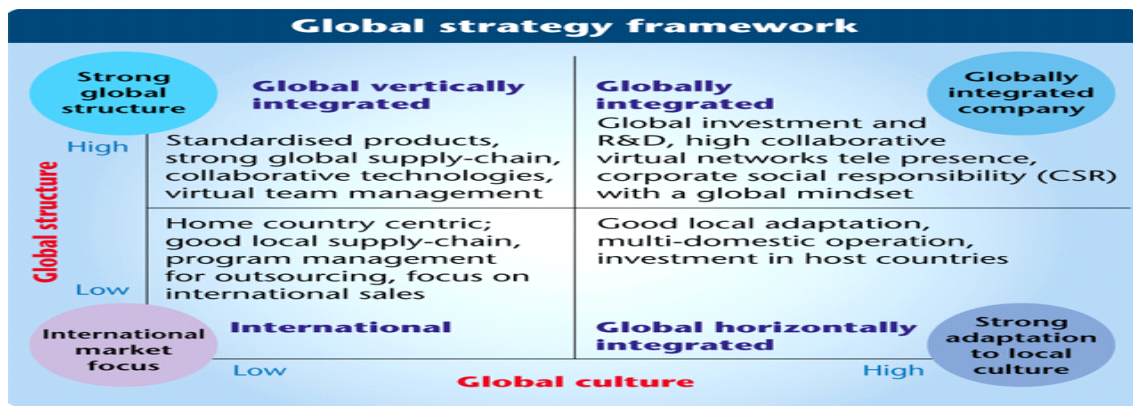 Global strategy framework
Strong
global
structure
Global vertically
integrated
Globally
integrated
Globally
integrated
company
High
Standardised products,
strong global supply-chain,
collaborative technologies,
virtual team management
Global investment and
R&D, high collaborative
virtual networks tele presence,
corporate social responsibility (CSR)
with a global mindset
Global structure
Home country centric;
good local supply-chain,
program management
for outsourcing, focus on
international sales
Good local adaptation,
multi-domestic operation,
investment in host countries
Low
International
market
focus
International
Global horizontally
integrated
Strong
adaptation
to local
culture
Low
Global culture
High